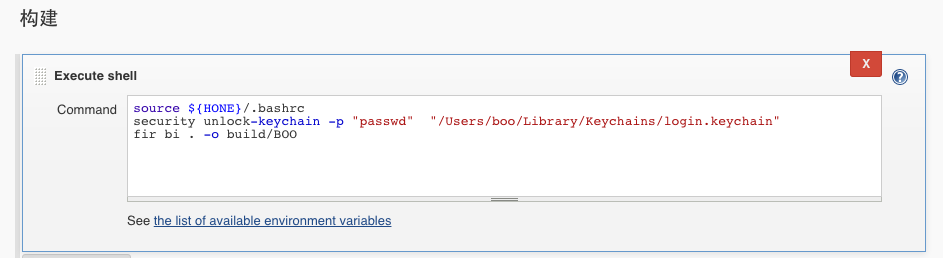 构建
X
Execute shell
?
Command
source ${HONE}/.bashrc
security unlock-keychain -p "passwd"  "/Users/boo/Library/Keychains/login.keychain"
fir bi . -o build/BOO
See the list of available environment variables